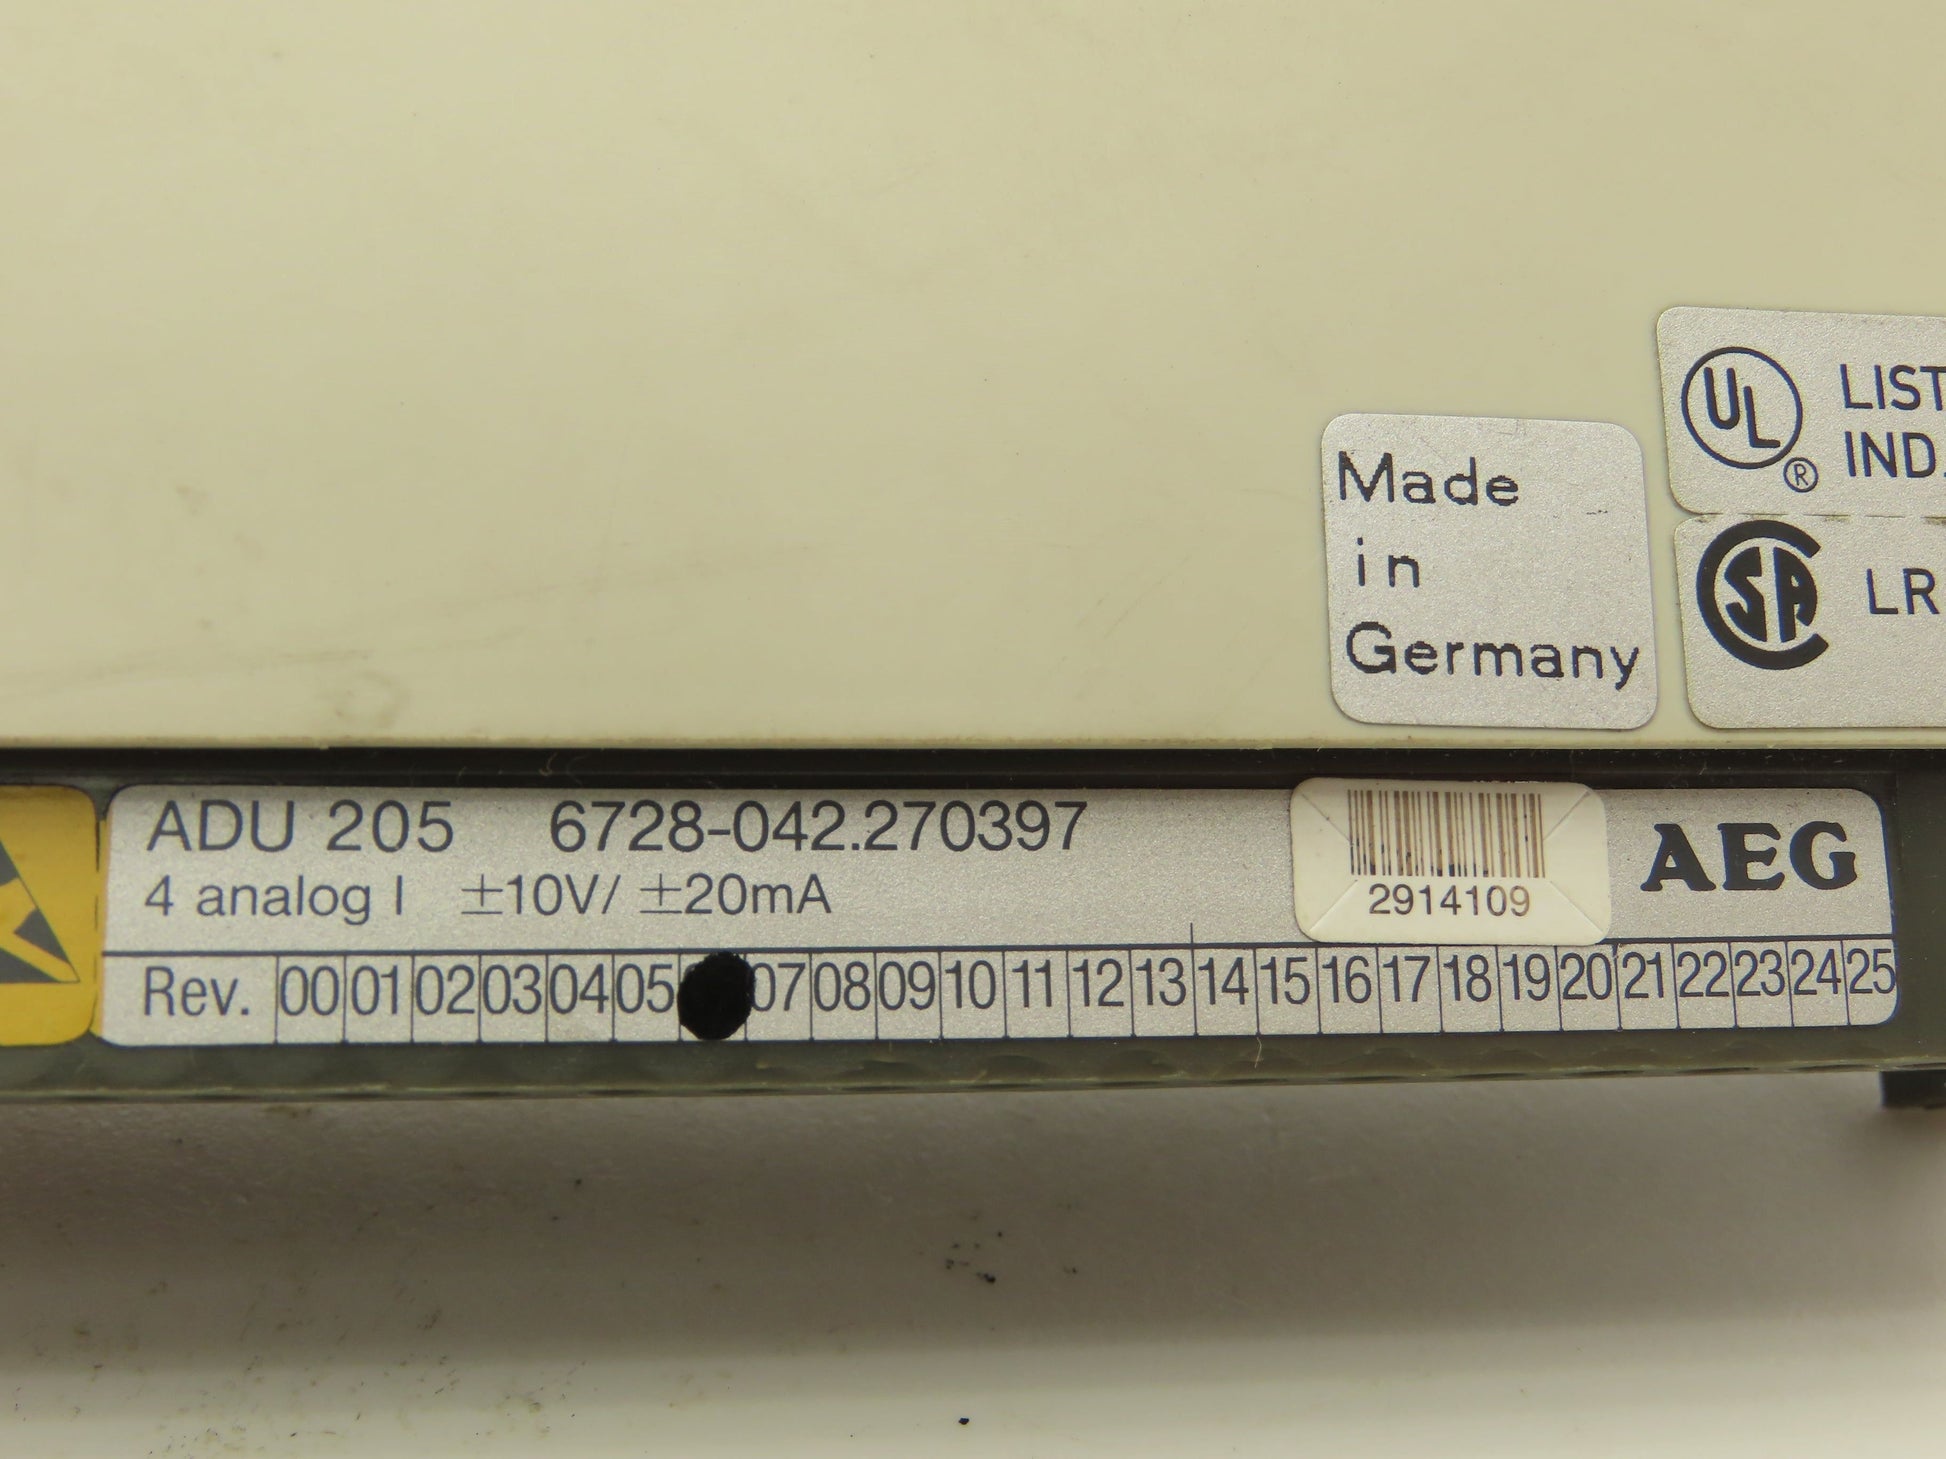 UL
®
LIST
IND.
Made
in
Germany
SA
LR
ADU 205 6728-042.270397
4 analog I ±10V/ ±20mA
2914109
AEG
Rev. 00 01 02 03 04 05 07 08 09 10 11 12 13 14 15 16 17 18 19 20 21 22 23 24 25